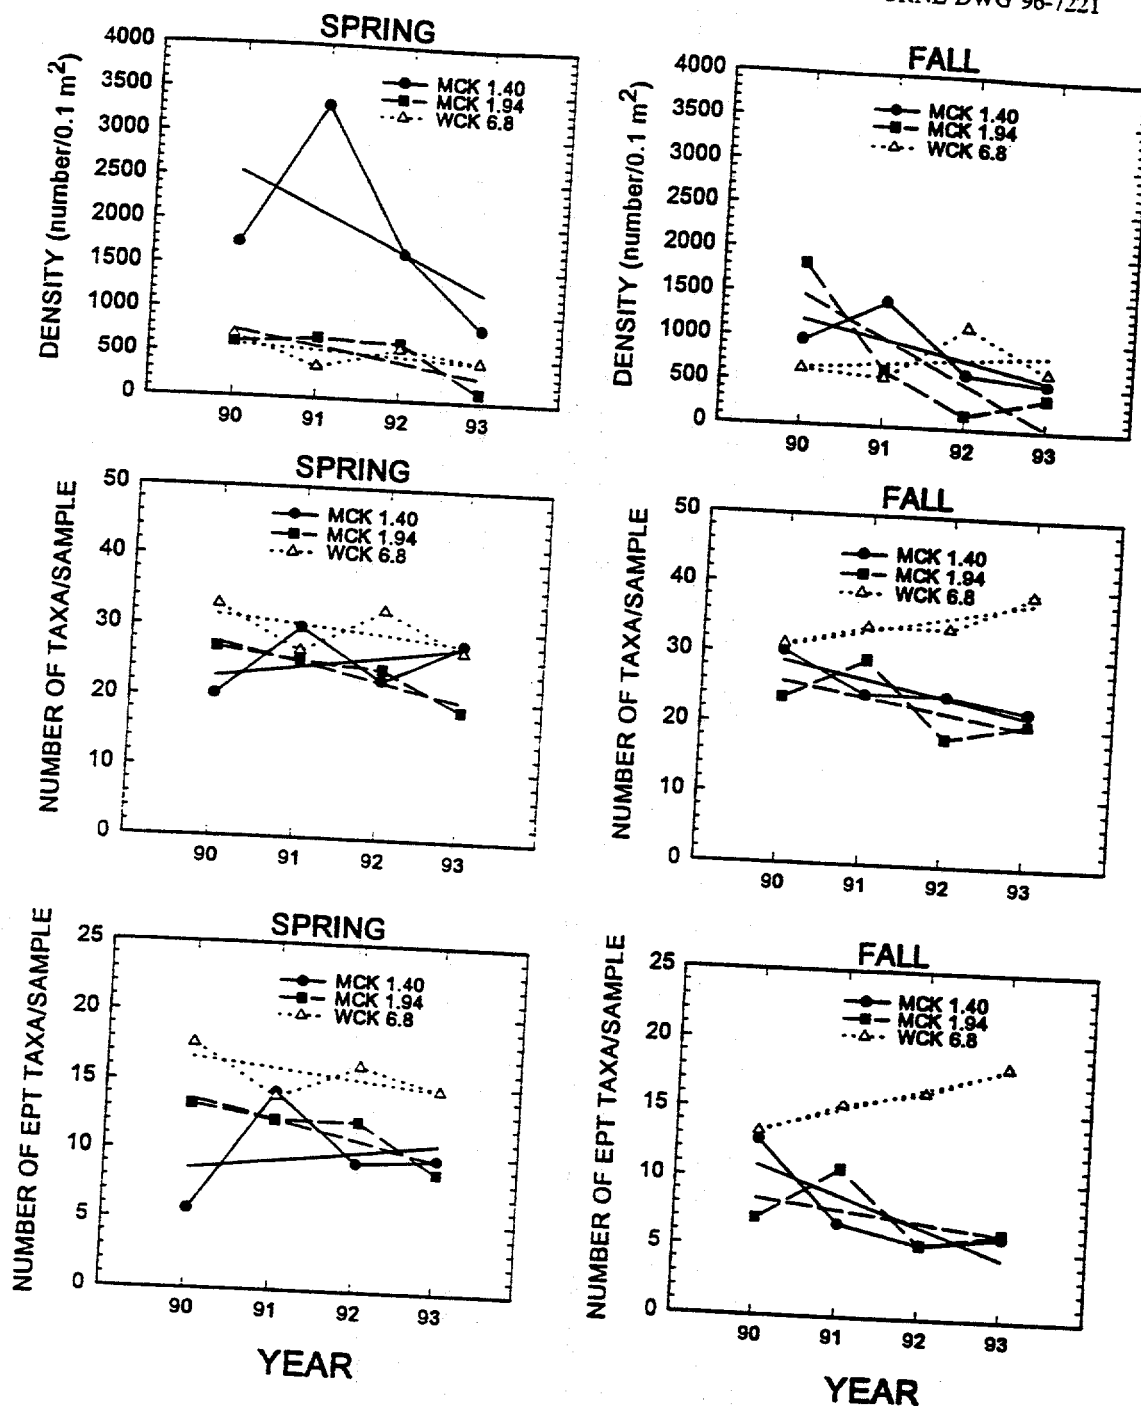 DWG 96-7221
SPRING
4000
3500
3000
2500
2000
1500
1000
500
0
DENSITY (number/0.1 m²)
MCK 1.40
MCK 1.94
WCK 6.8
90 91 92 93
FALL
4000
3500
3000
2500
2000
1500
1000
500
0
DENSITY (number/0.1 m²)
MCK 1.40
MCK 1.94
WCK 6.8
90 91 92 93
SPRING
50
40
30
20
10
0
NUMBER OF TAXA/SAMPLE
MCK 1.40
MCK 1.94
WCK 6.8
90 91 92 93
FALL
50
40
30
20
10
0
NUMBER OF TAXA/SAMPLE
MCK 1.40
MCK 1.94
WCK 6.8
90 91 92 93
SPRING
25
20
15
10
5
0
NUMBER OF EPT TAXA/SAMPLE
MCK 1.40
MCK 1.94
WCK 6.8
90 91 92 93
YEAR
FALL
25
20
15
10
5
0
NUMBER OF EPT TAXA/SAMPLE
MCK 1.40
MCK 1.94
WCK 6.8
90 91 92 93
YEAR